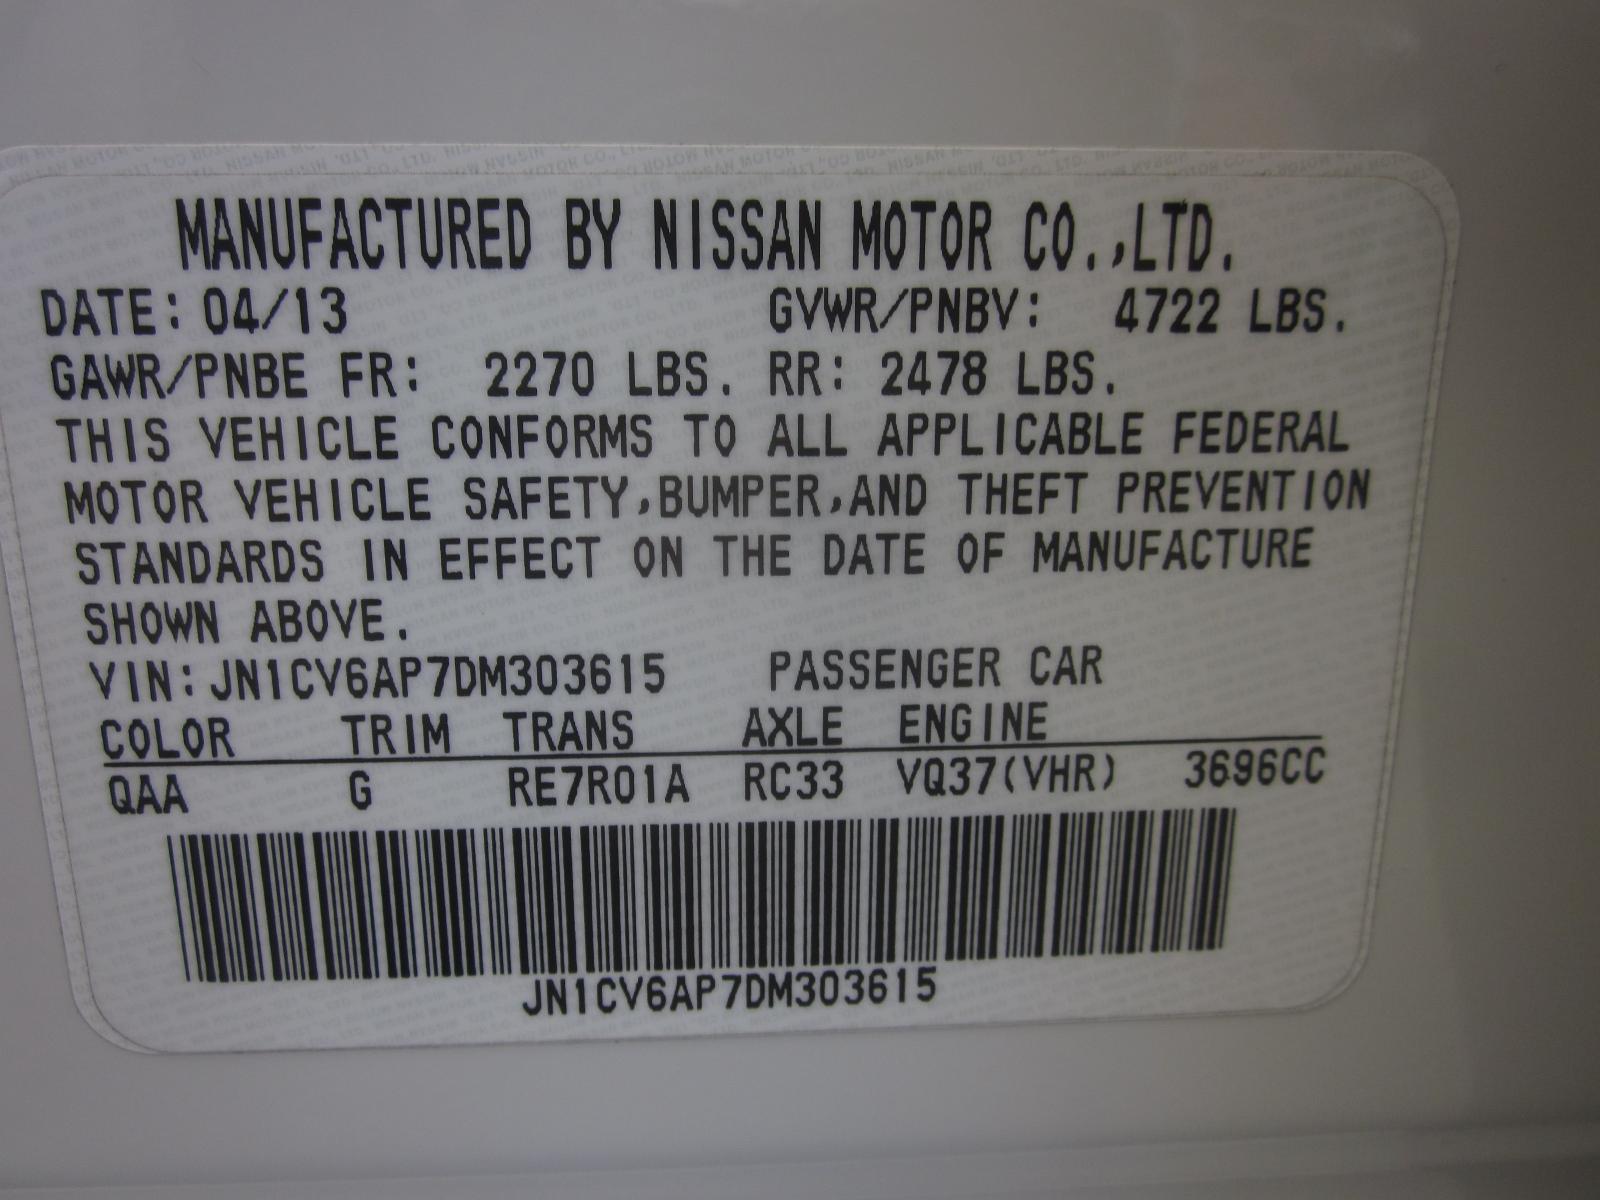 MANUFACTURED BY NISSAN MOTOR CO.,LTD.
DATE: 04/13 GVWR/PNBV: 4722 LBS.
GAWR/PNBE FR: 2270 LBS. RR: 2478 LBS.
THIS VEHICLE CONFORMS TO ALL APPLICABLE FEDERAL
MOTOR VEHICLE SAFETY,BUMPER,AND THEFT PREVENTION
STANDARDS IN EFFECT ON THE DATE OF MANUFACTURE
SHOWN ABOVE.
VIN:JN1CV6AP7DM303615 PASSENGER CAR
COLOR TRIM TRANS AXLE ENGINE
QAA G RE7R01A RC33 VQ37(VHR) 3696CC
JN1CV6AP7DM303615